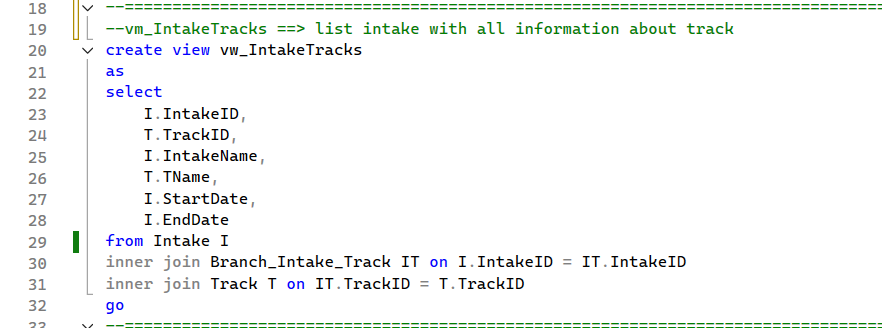 18 --================================================================================
19 --vm_IntakeTracks ==> list intake with all information about track
20 create view vw_IntakeTracks
21 as
22 select
23 I.IntakeID,
24 T.TrackID,
25 I.IntakeName,
26 T.TName,
27 I.StartDate,
28 I.EndDate
29 from Intake I
30 inner join Branch_Intake_Track IT on I.IntakeID = IT.IntakeID
31 inner join Track T on IT.TrackID = T.TrackID
32 go
33 --================================================================================